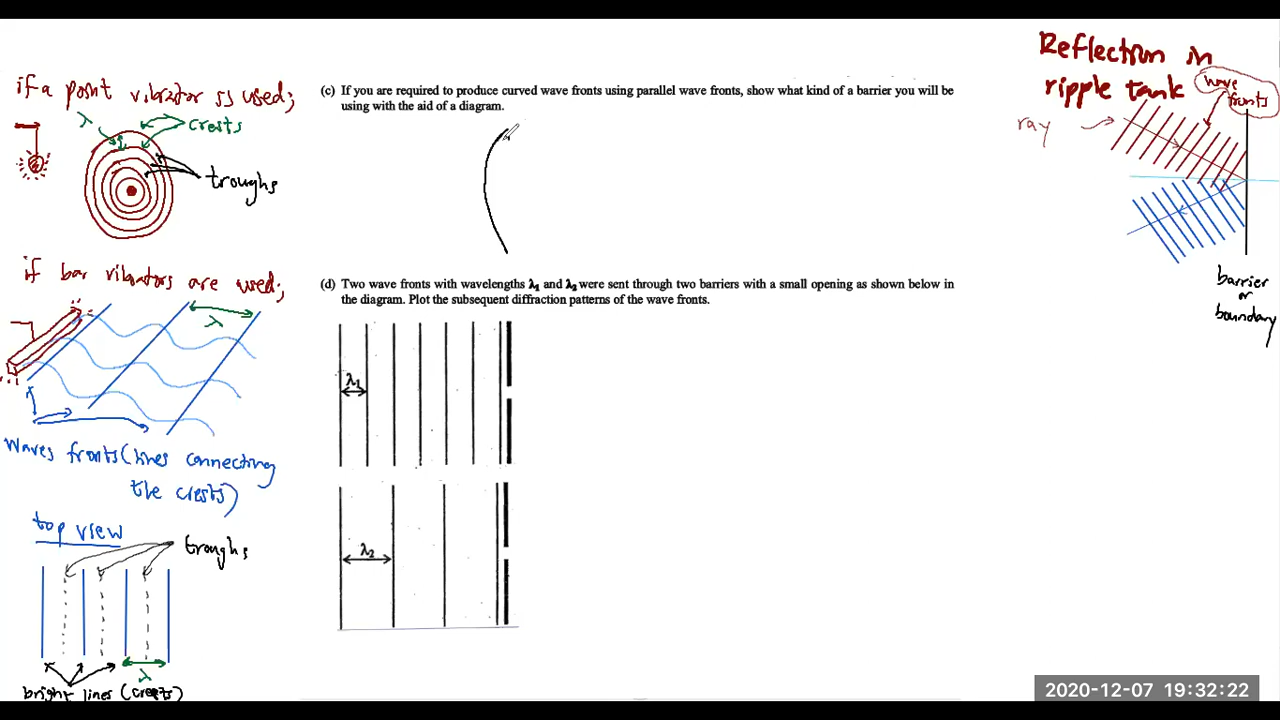 if a point vibrator is used;
λ
crests
troughs
if bar vibrators are used;
λ
Waves fronts (lines connecting
the crests)
top view
troughs
λ
bright lines (crests)
(c) If you are required to produce curved wave fronts using parallel wave fronts, show what kind of a barrier you will be
using with the aid of a diagram.
(d) Two wave fronts with wavelengths λ₁ and λ₂ were sent through two barriers with a small opening as shown below in
the diagram. Plot the subsequent diffraction patterns of the wave fronts.
λ₁
λ₂
Reflection in
ripple tank
wave
fronts
ray
barrier
or
boundary
2020-12-07 19:32:22